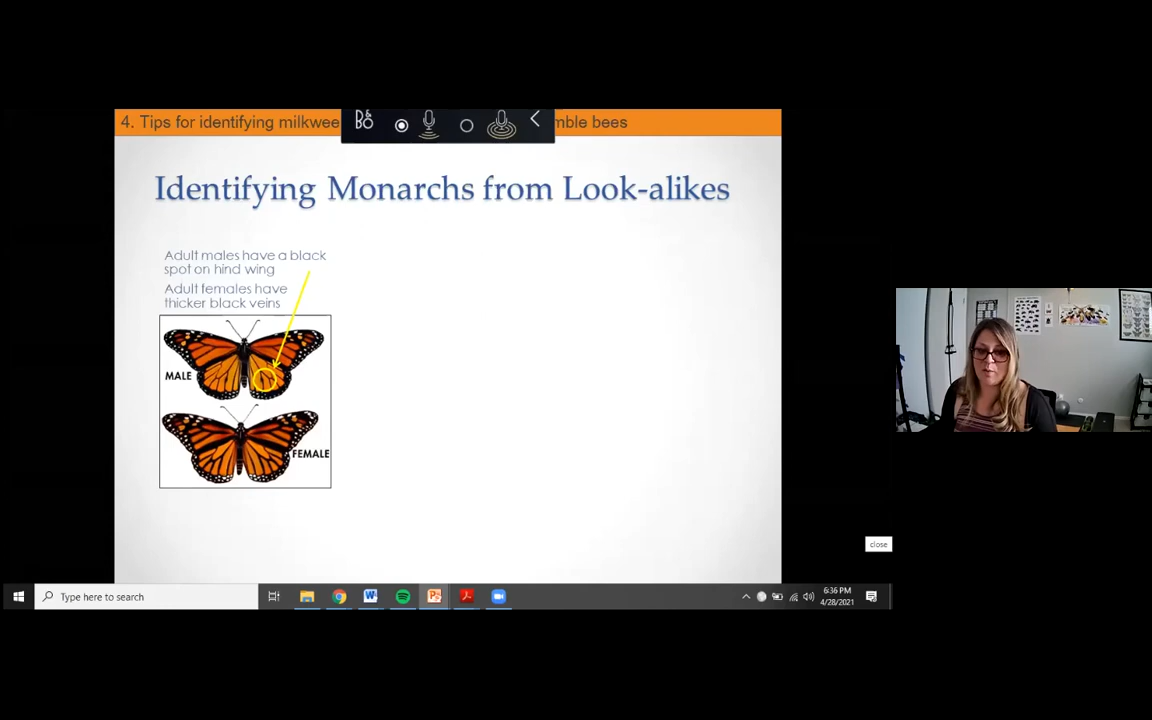 4. Tips for identifying milkwee
mble bees
Identifying Monarchs from Look-alikes
Adult males have a black
spot on hind wing
Adult females have
thicker black veins
MALE
FEMALE
close
Type here to search
6:36 PM
4/28/2021